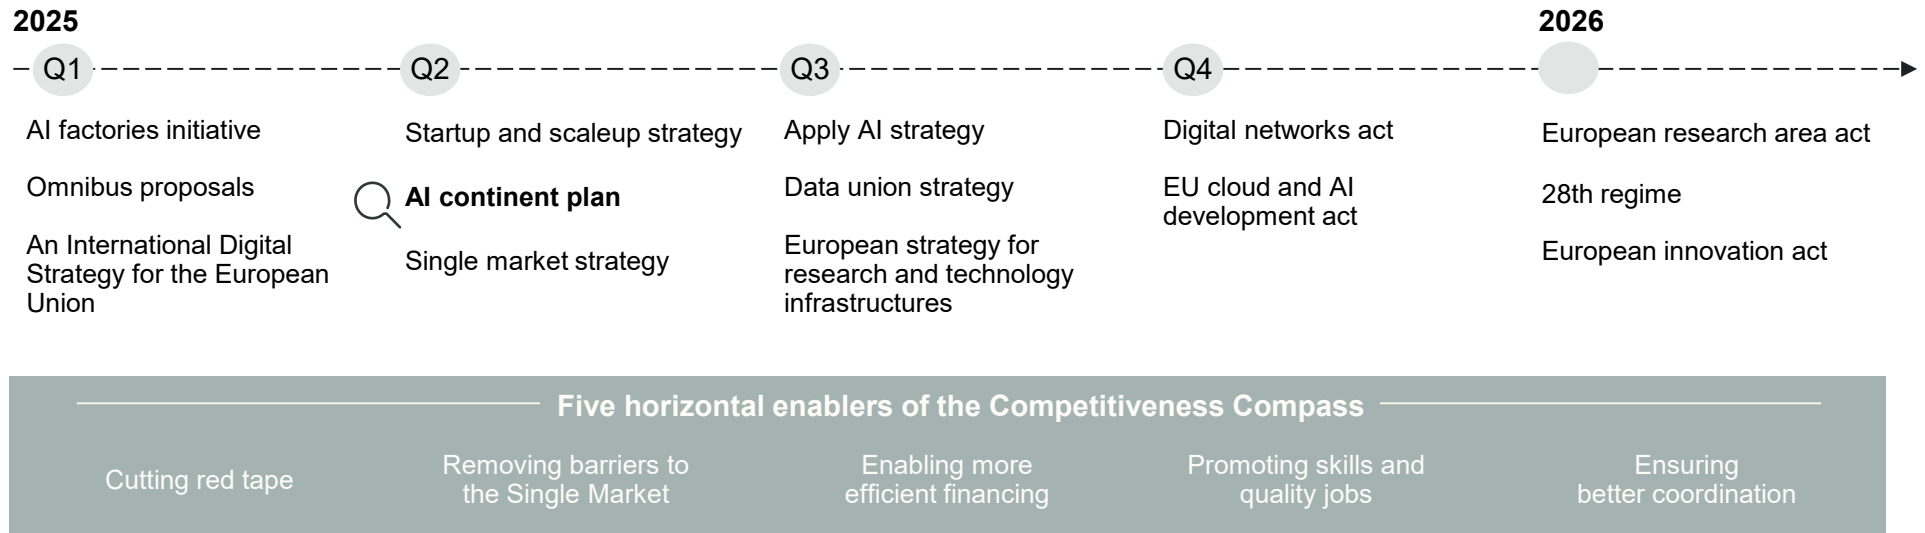 2025
2026
Q1
Q2
Q3
Q4
AI factories initiative
Omnibus proposals
An International Digital
Strategy for the European
Union
Startup and scaleup strategy
AI continent plan
Single market strategy
Apply AI strategy
Data union strategy
European strategy for
research and technology
infrastructures
Digital networks act
EU cloud and AI
development act
European research area act
28th regime
European innovation act
Five horizontal enablers of the Competitiveness Compass
Cutting red tape
Removing barriers to
the Single Market
Enabling more
efficient financing
Promoting skills and
quality jobs
Ensuring
better coordination